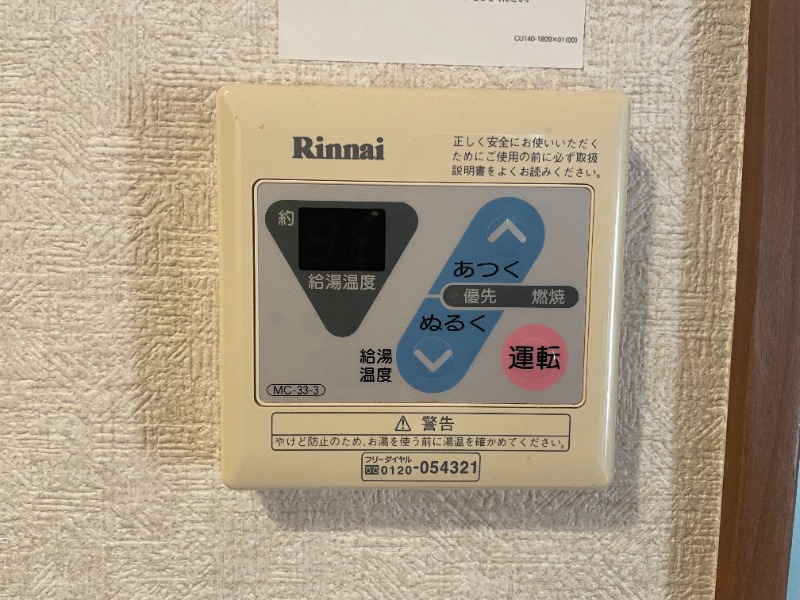 CU140-1809×01(00)
Rinnai
正しく安全にお使いいただく
ためにご使用の前に必ず取扱
説明書をよくお読みください。
約
給湯温度
あつく
優先 燃焼
ぬるく
給湯
温度
運転
MC-33-3
警告
やけど防止のため、お湯を使う前に湯温を確かめてください。
フリーダイヤル
0120-054321